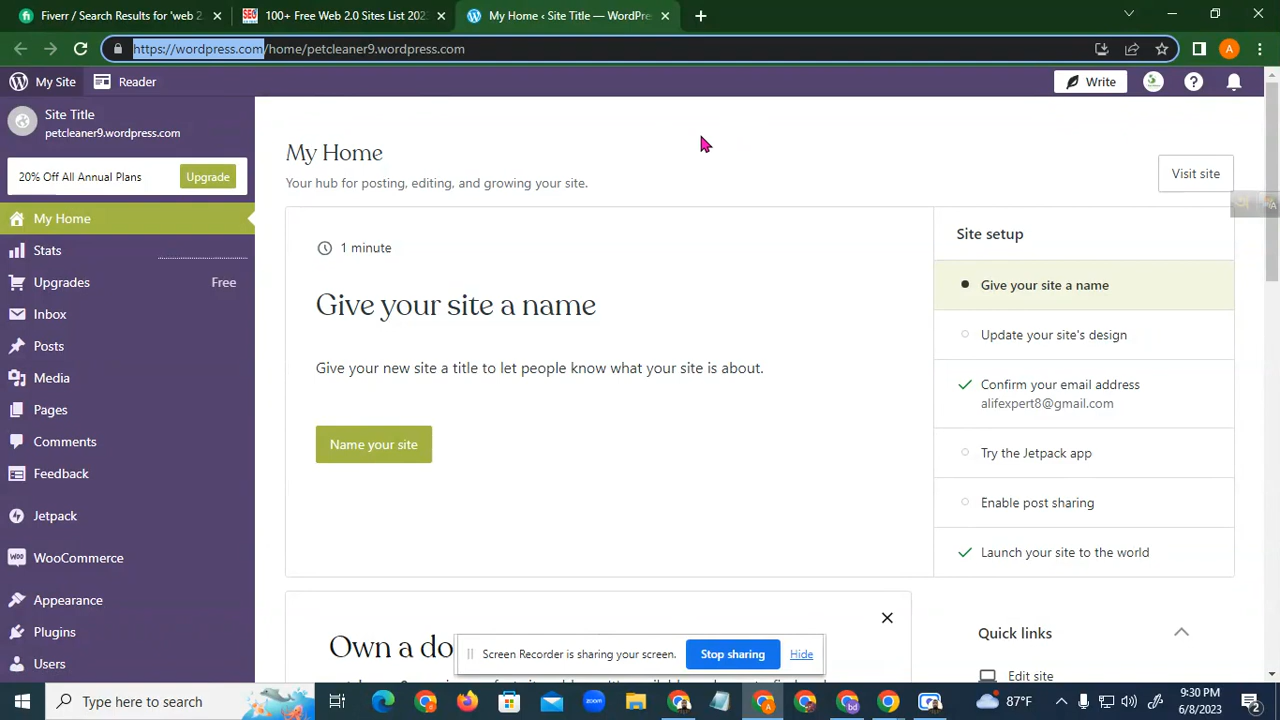 Fiverr / Search Results for 'web 2
100+ Free Web 2.0 Sites List 202
My Home ‹ Site Title — WordPre
https://wordpress.com/home/petcleaner9.wordpress.com
A
My Site
Reader
Write
Site Title
petcleaner9.wordpress.com
20% Off All Annual Plans
Upgrade
My Home
Stats
Upgrades
Free
Inbox
Posts
Media
Pages
Comments
Feedback
Jetpack
WooCommerce
Appearance
Plugins
Users
My Home
Your hub for posting, editing, and growing your site.
Visit site
1 minute
Give your site a name
Give your new site a title to let people know what your site is about.
Name your site
Site setup
Give your site a name
Update your site's design
Confirm your email address
alifexpert8@gmail.com
Try the Jetpack app
Enable post sharing
Launch your site to the world
Own a do
Quick links
Edit site
Screen Recorder is sharing your screen.
Stop sharing
Hide
Type here to search
zoom
87°F
9:30 PM
6/8/2023